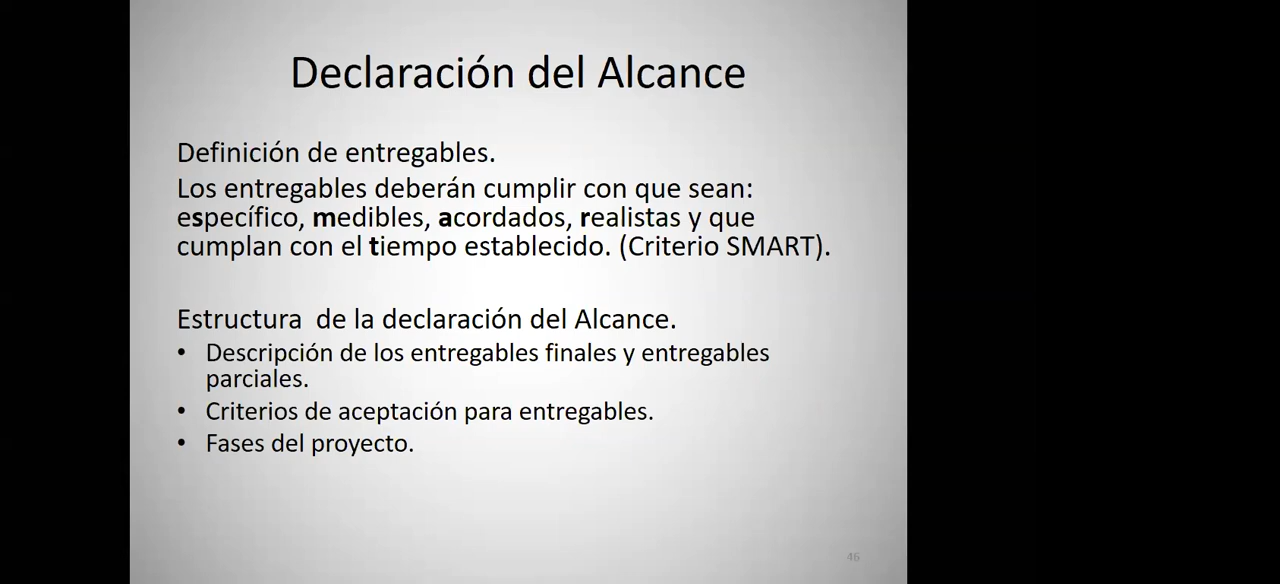 Declaración del Alcance
Definición de entregables.
Los entregables deberán cumplir con que sean:
específico, medibles, acordados, realistas y que
cumplan con el tiempo establecido. (Criterio SMART).
Estructura  de la declaración del Alcance.
• Descripción de los entregables finales y entregables
parciales.
• Criterios de aceptación para entregables.
• Fases del proyecto.
46